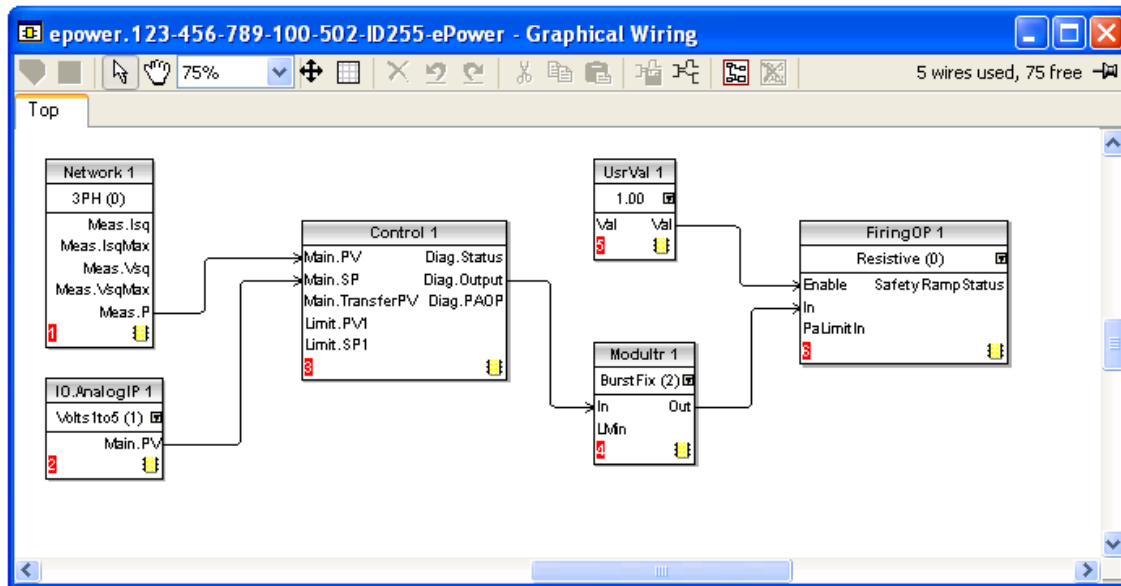 epower.123-456-789-100-502-ID255-ePower - Graphical Wiring
75%
5 wires used, 75 free
Top
Network 1
3PH (0)
Meas.Isq
Meas.IsqMax
Meas.Vsq
Meas.VsqMax
Meas.P
1
IO.AnalogIP 1
Volts1to5 (1)
Main.PV
2
Control 1
Main.PV Diag.Status
Main.SP Diag.Output
Main.TransferPV Diag.PAOP
Limit.PV1
Limit.SP1
3
UsrVal 1
1.00
Val Val
5
Modultr 1
BurstFix (2)
In Out
LMin
4
FiringOP 1
Resistive (0)
Enable SafetyRampStatus
In
PaLimitIn
6